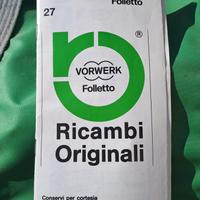 Folletto
27
®
VORWERK
Folletto
Ricambi
Originali
Conservi per cortesia